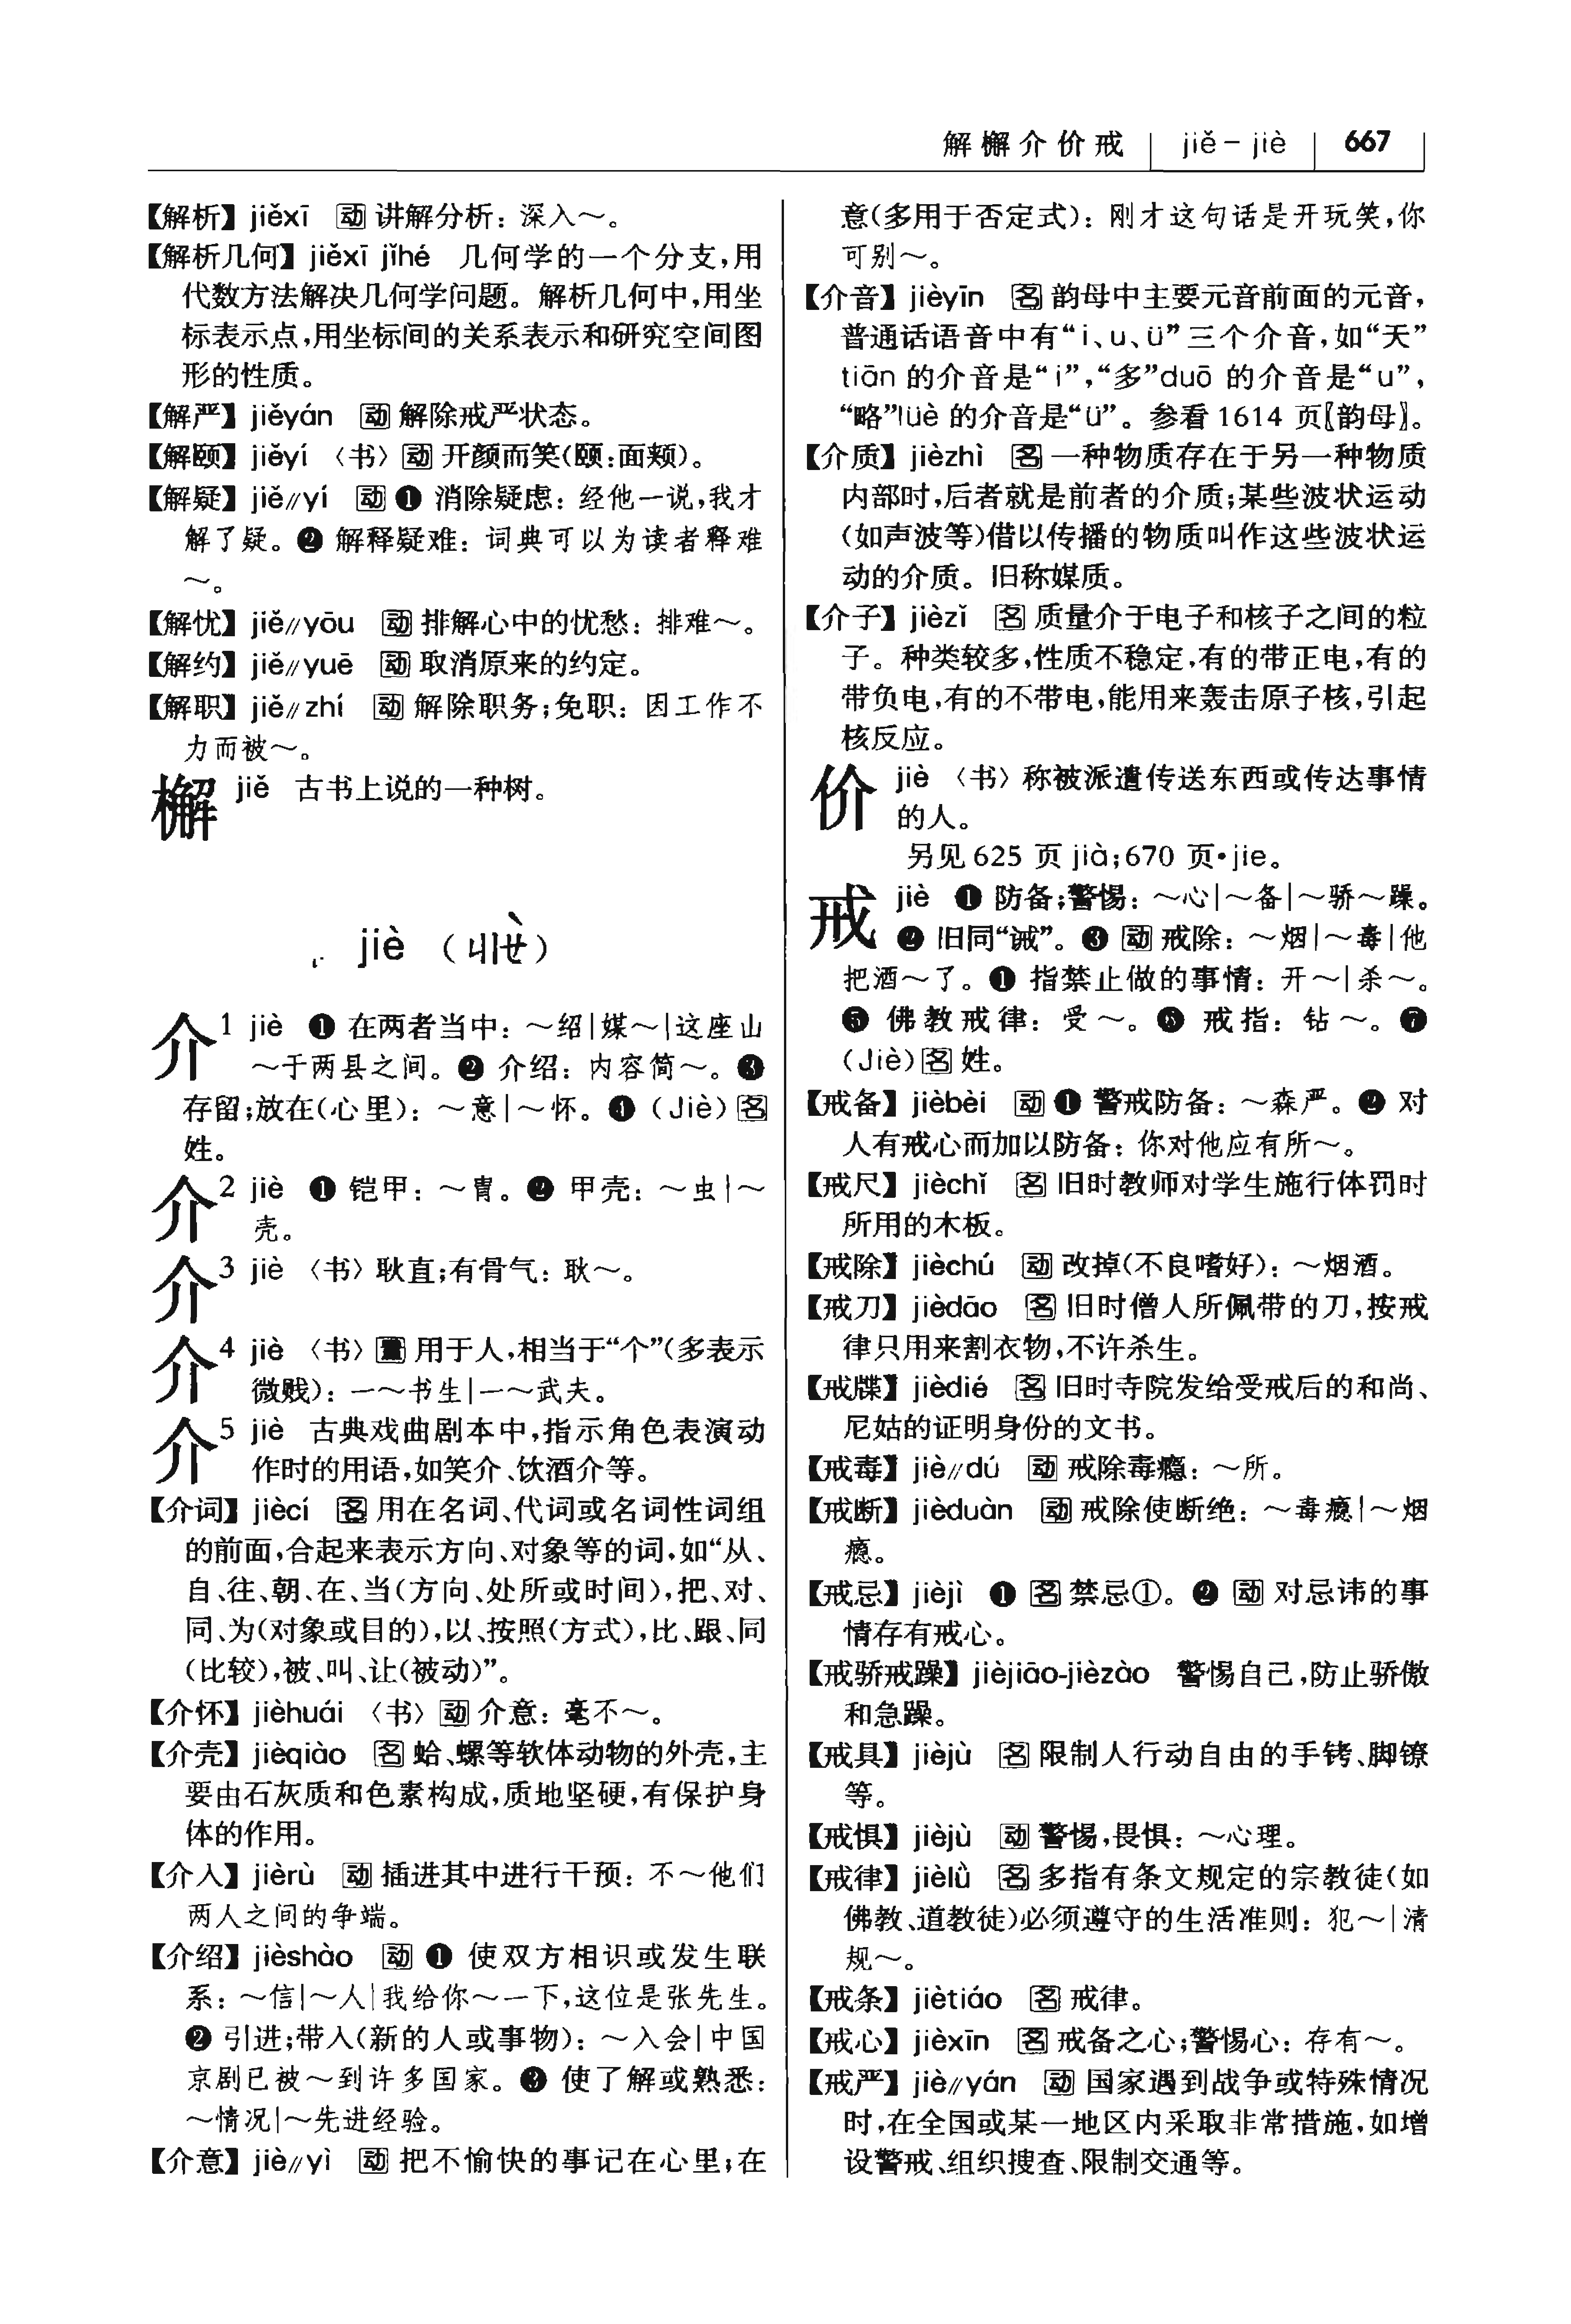 解 檞 介 价 戒 | jiě – jiè | 667
【解析】 jiěxī 动 讲解分析：深入～。
【解析几何】 jiěxī jǐhé 几何学的一个分支,用
代数方法解决几何学问题。解析几何中,用坐
标表示点,用坐标间的关系表示和研究空间图
形的性质。
【解严】 jiěyán 动 解除戒严状态。
【解颐】 jiěyí 〈书〉 动 开颜而笑(颐:面颊)。
【解疑】 jiě//yí 动 ❶ 消除疑虑：经他一说,我才
解了疑。❷ 解释疑难：词典可以为读者释难
～。
【解忧】 jiě//yōu 动 排解心中的忧愁：排难～。
【解约】 jiě//yuē 动 取消原来的约定。
【解职】 jiě//zhí 动 解除职务;免职：因工作不
力而被～。
檞 jiě 古书上说的一种树。
jiè （ㄐㄧㄝˋ）
介1 jiè ❶ 在两者当中：～绍|媒～|这座山
～于两县之间。❷ 介绍：内容简～。❸
存留;放在(心里)：～意|～怀。❹ (Jiè) 名
姓。
介2 jiè ❶ 铠甲：～胄。❷ 甲壳：～虫|～
壳。
介3 jiè 〈书〉 耿直;有骨气：耿～。
介4 jiè 〈书〉 量 用于人,相当于“个”(多表示
微贱)：一～书生|一～武夫。
介5 jiè 古典戏曲剧本中,指示角色表演动
作时的用语,如笑介、饮酒介等。
【介词】 jiècí 名 用在名词、代词或名词性词组
的前面,合起来表示方向、对象等的词,如“从、
自、往、朝、在、当(方向、处所或时间),把、对、
同、为(对象或目的),以、按照(方式),比、跟、同
(比较),被、叫、让(被动)”。
【介怀】 jièhuái 〈书〉 动 介意：毫不～。
【介壳】 jièqiào 名 蛤、螺等软体动物的外壳,主
要由石灰质和色素构成,质地坚硬,有保护身
体的作用。
【介入】 jièrù 动 插进其中进行干预：不～他们
两人之间的争端。
【介绍】 jièshào 动 ❶ 使双方相识或发生联
系：～信|～人|我给你～一下,这位是张先生。
❷ 引进;带入(新的人或事物)：～入会|中国
京剧已被～到许多国家。❸ 使了解或熟悉：
～情况|～先进经验。
【介意】 jiè//yì 动 把不愉快的事记在心里;在
意(多用于否定式)：刚才这句话是开玩笑,你
可别～。
【介音】 jièyīn 名 韵母中主要元音前面的元音,
普通话语音中有“i、u、ü”三个介音,如“天”
tiān 的介音是“i”,“多”duō 的介音是“u”,
“略”lüè 的介音是“ü”。参看 1614 页〖韵母〗。
【介质】 jièzhì 名 一种物质存在于另一种物质
内部时,后者就是前者的介质;某些波状运动
(如声波等)借以传播的物质叫作这些波状运
动的介质。旧称媒质。
【介子】 jièzǐ 名 质量介于电子和核子之间的粒
子。种类较多,性质不稳定,有的带正电,有的
带负电,有的不带电,能用来轰击原子核,引起
核反应。
价 jiè 〈书〉 称被派遣传送东西或传达事情
的人。
另见 625 页 jià;670 页·jie。
戒 jiè ❶ 防备;警惕：～心|～备|～骄～躁。
❷ 旧同“诫”。❸ 动 戒除：～烟|～毒|他
把酒～了。❹ 指禁止做的事情：开～|杀～。
❺ 佛教戒律：受～。❻ 戒指：钻～。❼
(Jiè) 名 姓。
【戒备】 jièbèi 动 ❶ 警戒防备：～森严。❷ 对
人有戒心而加以防备：你对他应有所～。
【戒尺】 jièchǐ 名 旧时教师对学生施行体罚时
所用的木板。
【戒除】 jièchú 动 改掉(不良嗜好)：～烟酒。
【戒刀】 jièdāo 名 旧时僧人所佩带的刀,按戒
律只用来割衣物,不许杀生。
【戒牒】 jièdié 名 旧时寺院发给受戒后的和尚、
尼姑的证明身份的文书。
【戒毒】 jiè//dú 动 戒除毒瘾：～所。
【戒断】 jièduàn 动 戒除使断绝：～毒瘾|～烟
瘾。
【戒忌】 jièjì ❶ 名 禁忌①。❷ 动 对忌讳的事
情存有戒心。
【戒骄戒躁】 jièjiāo-jièzào 警惕自己,防止骄傲
和急躁。
【戒具】 jièjù 名 限制人行动自由的手铐、脚镣
等。
【戒惧】 jièjù 动 警惕,畏惧：～心理。
【戒律】 jièlǜ 名 多指有条文规定的宗教徒(如
佛教、道教徒)必须遵守的生活准则：犯～|清
规～。
【戒条】 jiètiáo 名 戒律。
【戒心】 jièxīn 名 戒备之心;警惕心：存有～。
【戒严】 jiè//yán 动 国家遇到战争或特殊情况
时,在全国或某一地区内采取非常措施,如增
设警戒、组织搜查、限制交通等。